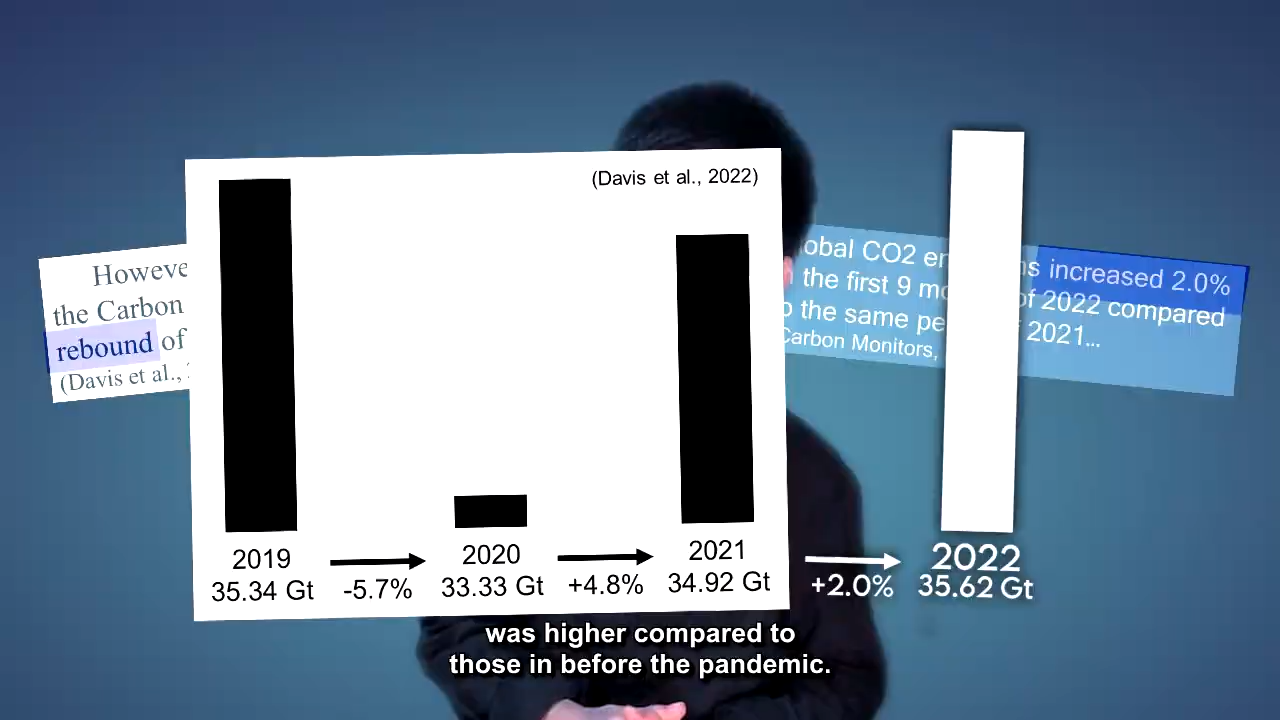 (Davis et al., 2022)
However
the Carbon
rebound of
(Davis et al.,
obal CO2 en ns increased 2.0%
the first 9 mo of 2022 compared
o the same pe 2021...
Carbon Monitors,
2019
35.34 Gt
-5.7%
2020
33.33 Gt
+4.8%
2021
34.92 Gt
+2.0%
2022
35.62 Gt
was higher compared to
those in before the pandemic.